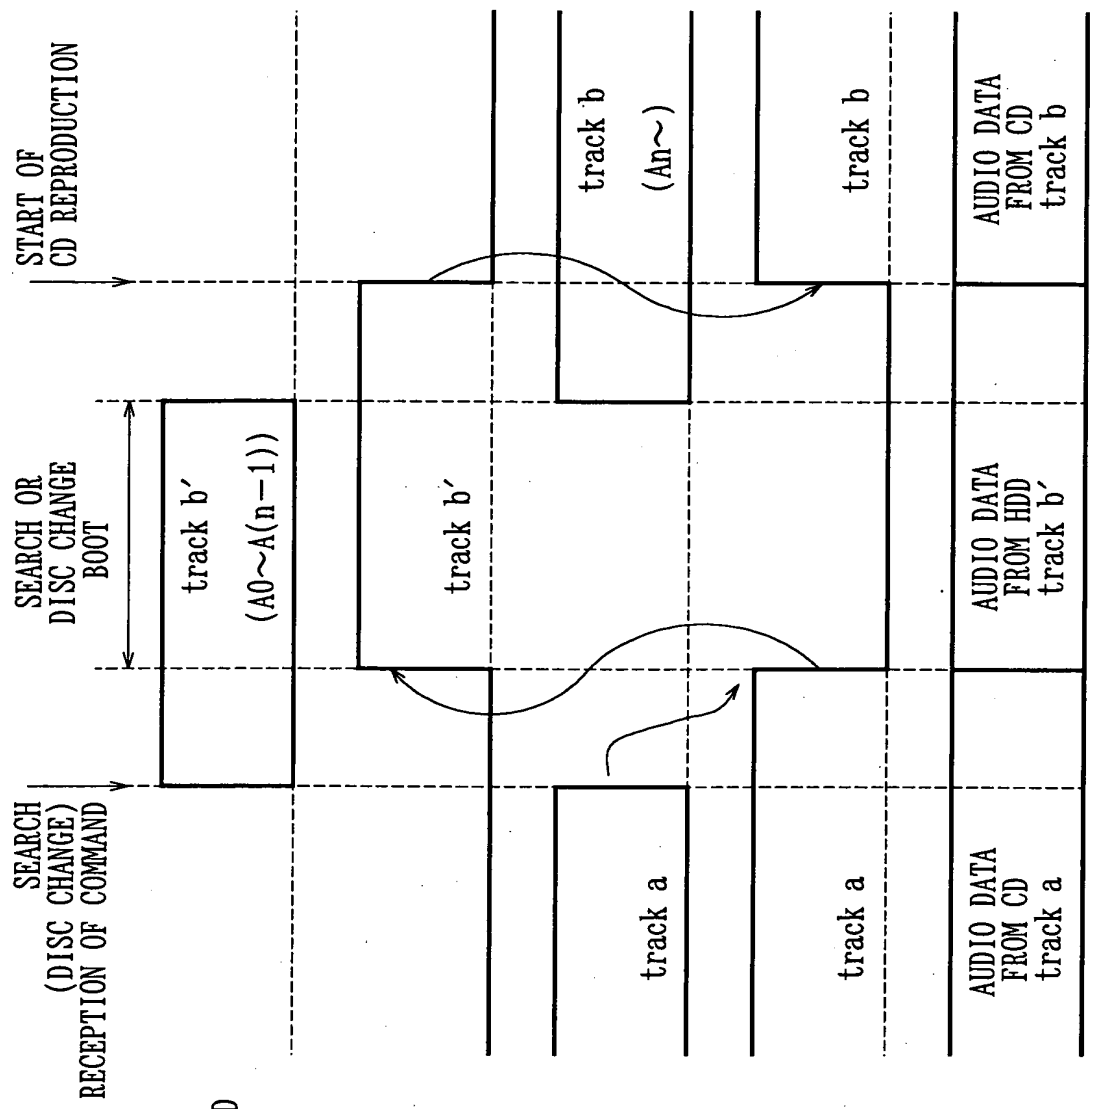 SEARCH
(DISC CHANGE)
RECEPTION OF COMMAND
SEARCH OR
DISC CHANGE
BOOT
START OF
CD REPRODUCTION
track b′
(A0~A(n−1))
track b′
track a
track b
(An~)
track a
track b
AUDIO DATA
FROM CD
track a
AUDIO DATA
FROM HDD
track b′
AUDIO DATA
FROM CD
track b
D